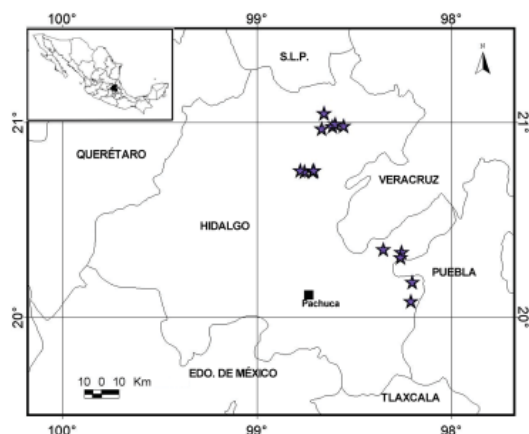 100° 99° 98°
S.L.P.
N
21° 21°
QUERÉTARO
VERACRUZ
HIDALGO
PUEBLA
Pachuca
20° 20°
EDO. DE MÉXICO
10 0 10 Km
TLAXCALA
100° 99° 98°